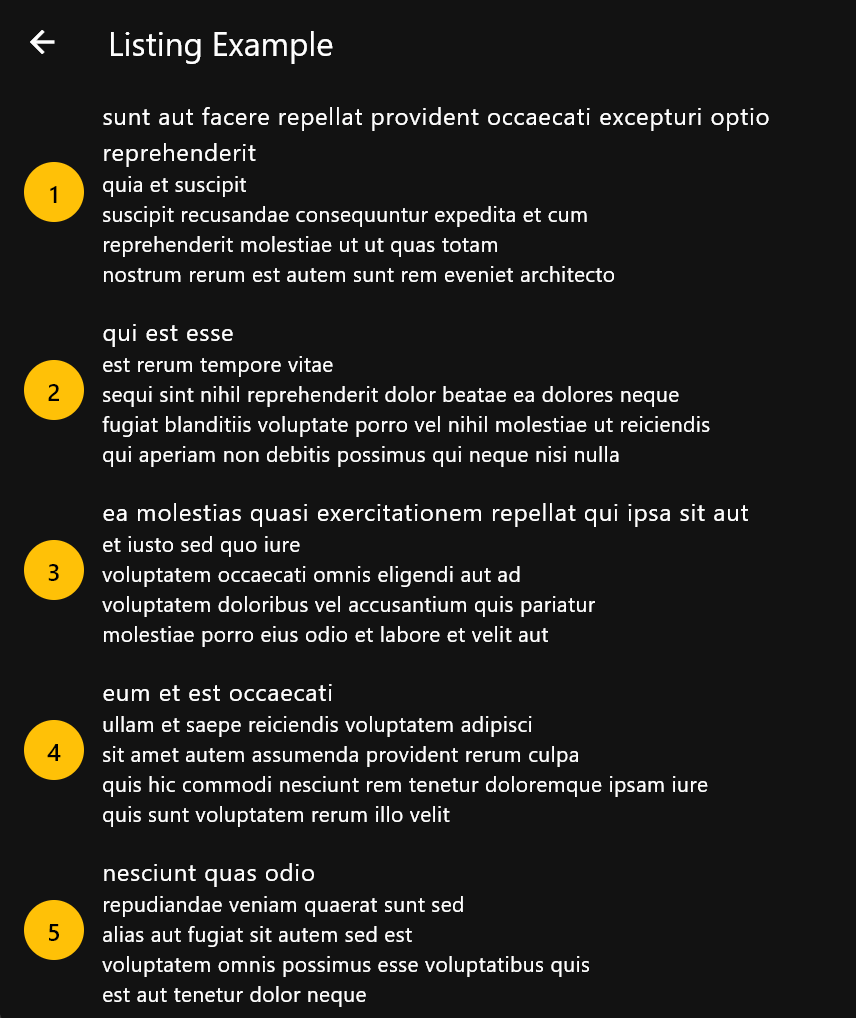 Listing Example
sunt aut facere repellat provident occaecati excepturi optio
reprehenderit
1
quia et suscipit
suscipit recusandae consequuntur expedita et cum
reprehenderit molestiae ut ut quas totam
nostrum rerum est autem sunt rem eveniet architecto
qui est esse
est rerum tempore vitae
2
sequi sint nihil reprehenderit dolor beatae ea dolores neque
fugiat blanditiis voluptate porro vel nihil molestiae ut reiciendis
qui aperiam non debitis possimus qui neque nisi nulla
ea molestias quasi exercitationem repellat qui ipsa sit aut
et iusto sed quo iure
3
voluptatem occaecati omnis eligendi aut ad
voluptatem doloribus vel accusantium quis pariatur
molestiae porro eius odio et labore et velit aut
eum et est occaecati
ullam et saepe reiciendis voluptatem adipisci
4
sit amet autem assumenda provident rerum culpa
quis hic commodi nesciunt rem tenetur doloremque ipsam iure
quis sunt voluptatem rerum illo velit
nesciunt quas odio
repudiandae veniam quaerat sunt sed
5
alias aut fugiat sit autem sed est
voluptatem omnis possimus esse voluptatibus quis
est aut tenetur dolor neque